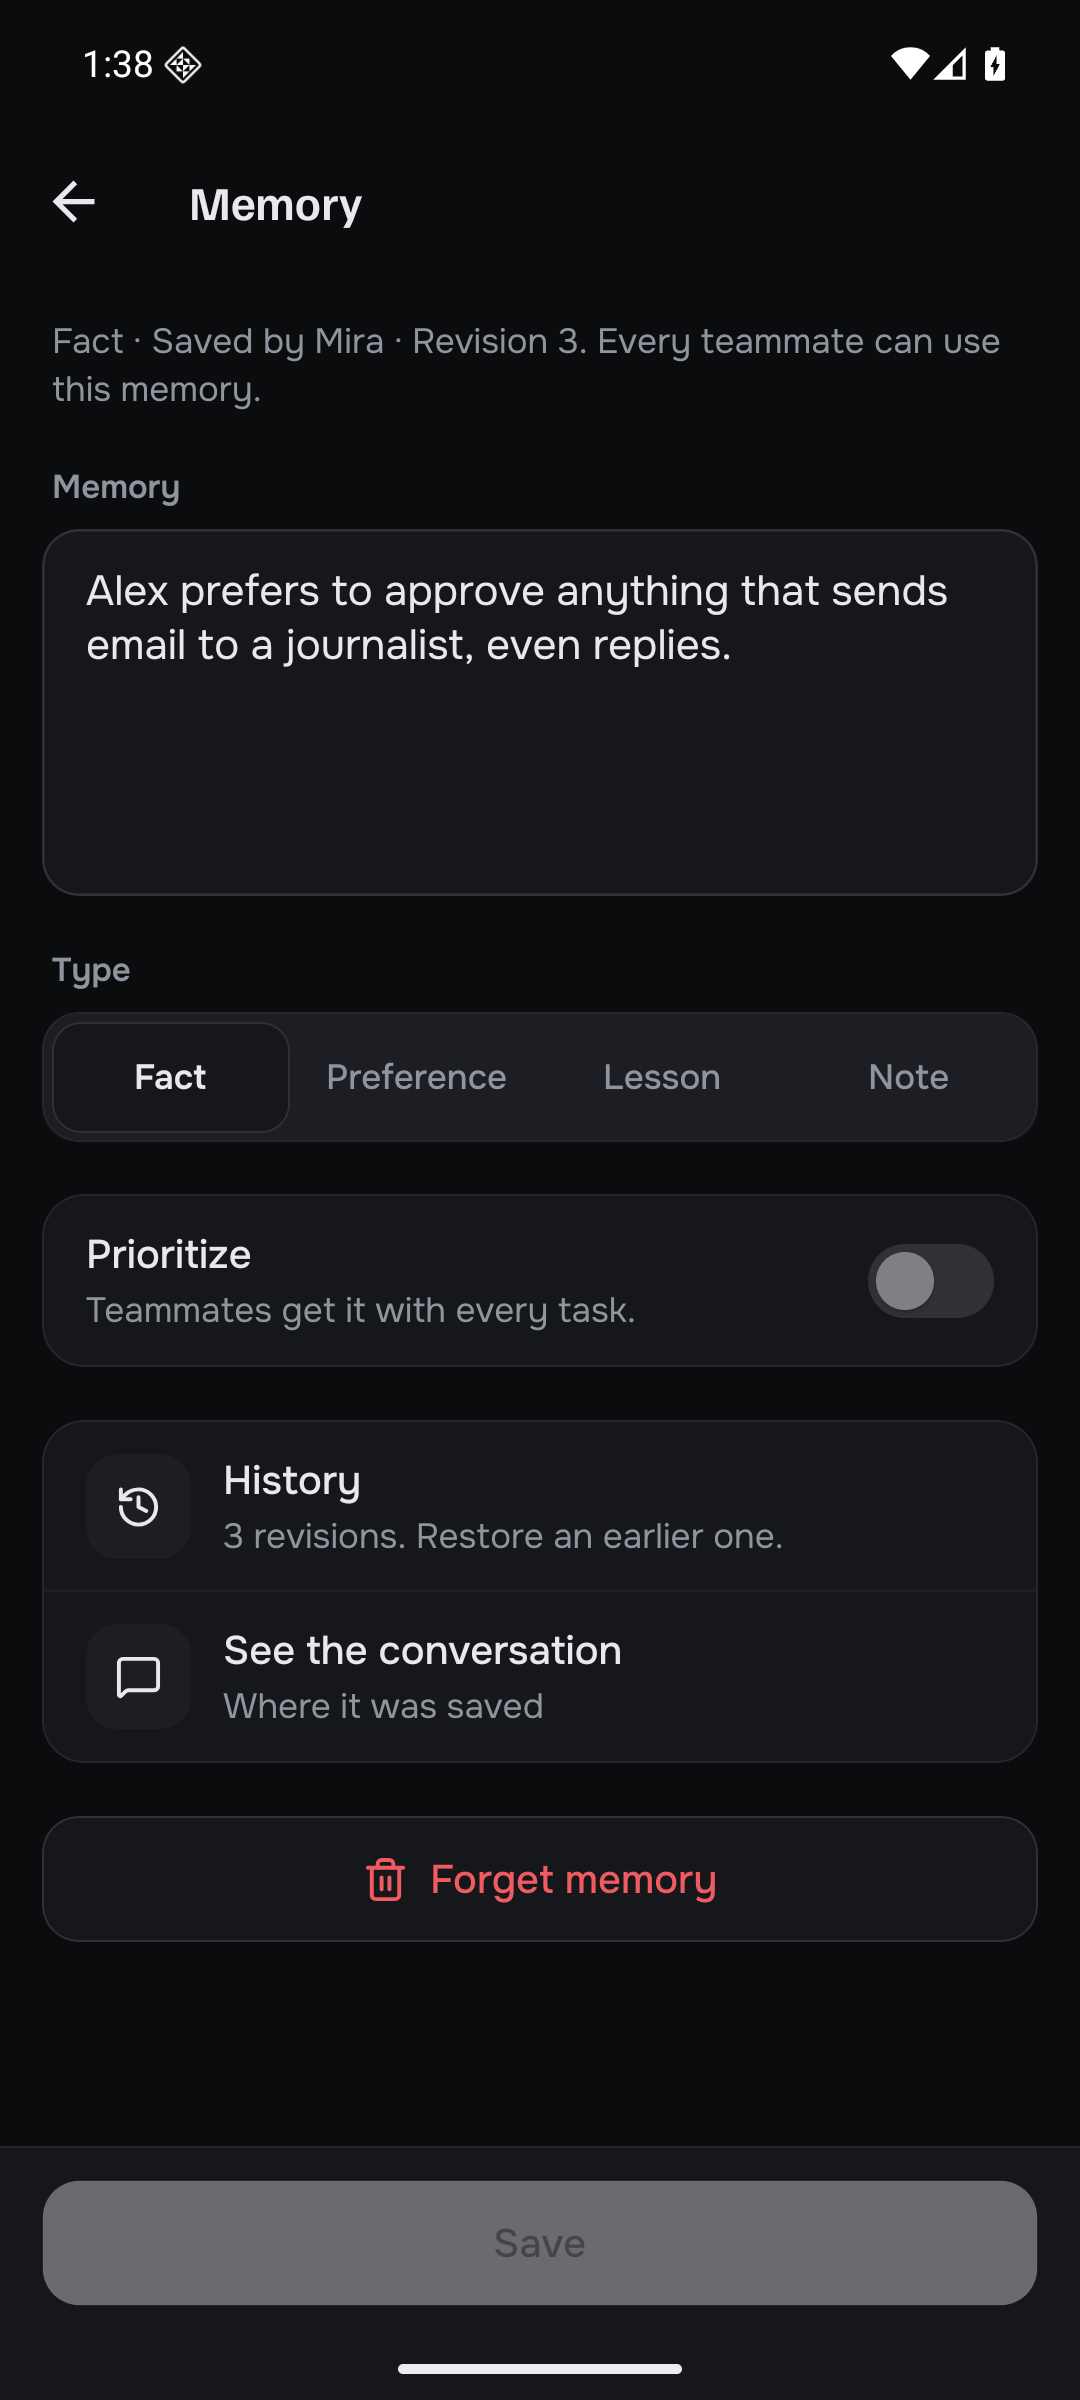 1:38
Memory
Fact · Saved by Mira · Revision 3. Every teammate can use
this memory.
Memory
Alex prefers to approve anything that sends
email to a journalist, even replies.
Type
Fact Preference Lesson Note
Prioritize
Teammates get it with every task.
History
3 revisions. Restore an earlier one.
See the conversation
Where it was saved
Forget memory
Save